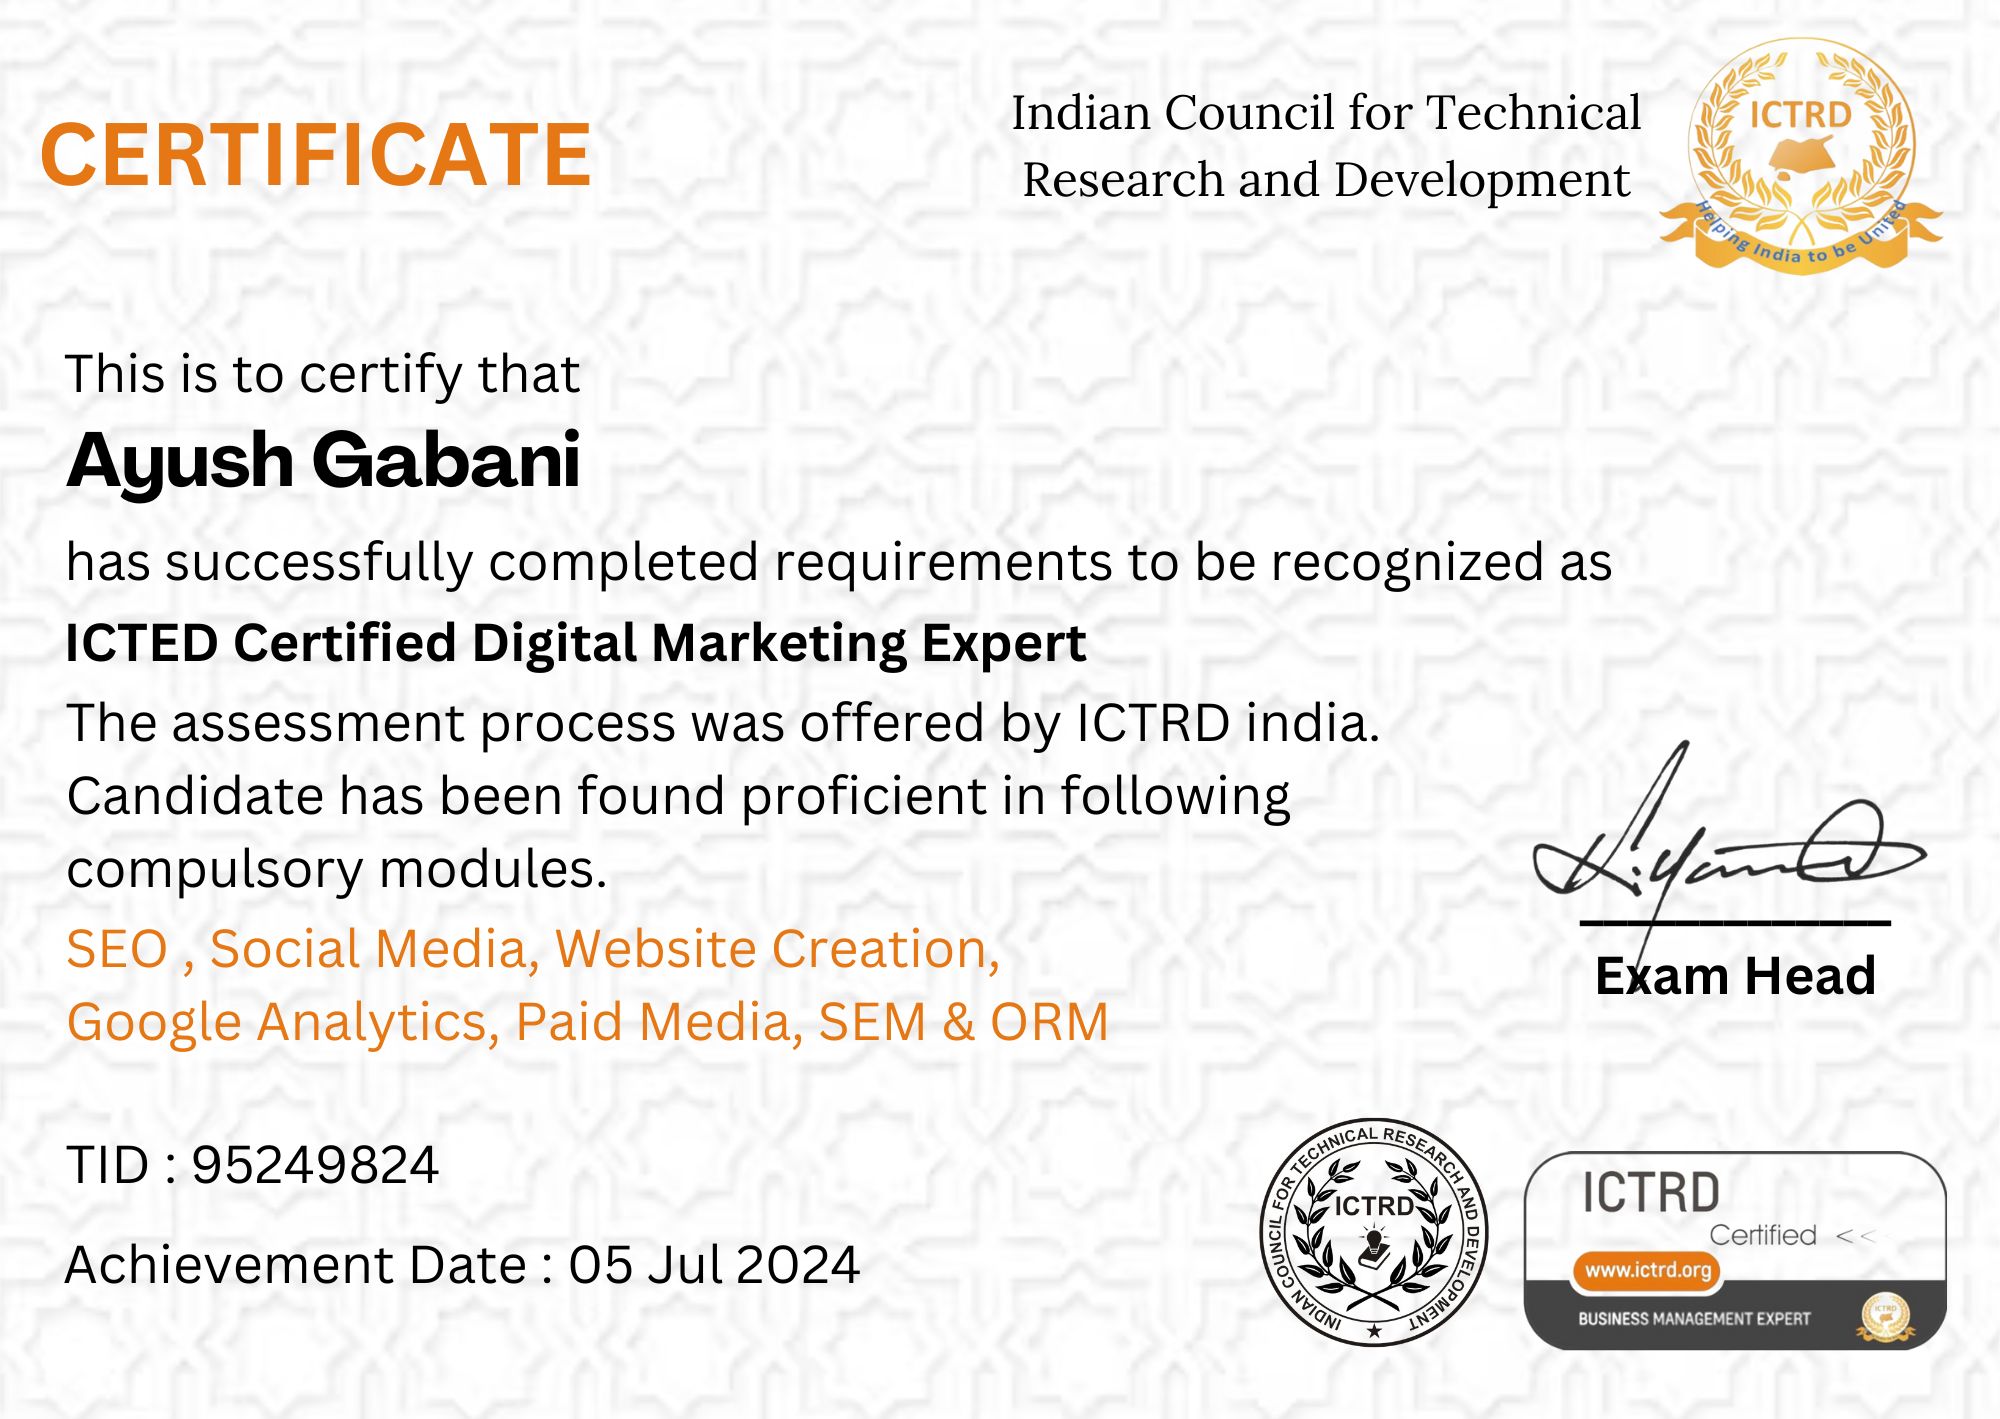 CERTIFICATE
Indian Council for Technical
Research and Development
ICTRD
Helping India to be United
This is to certify that
Ayush Gabani
has successfully completed requirements to be recognized as
ICTED Certified Digital Marketing Expert
The assessment process was offered by ICTRD india.
Candidate has been found proficient in following
compulsory modules.
SEO , Social Media, Website Creation,
Google Analytics, Paid Media, SEM & ORM
Exam Head
TID : 95249824
Achievement Date : 05 Jul 2024
INDIAN COUNCIL FOR TECHNICAL RESEARCH AND DEVELOPMENT
ICTRD
ICTRD
Certified <<
www.ictrd.org
BUSINESS MANAGEMENT EXPERT
ICTRD